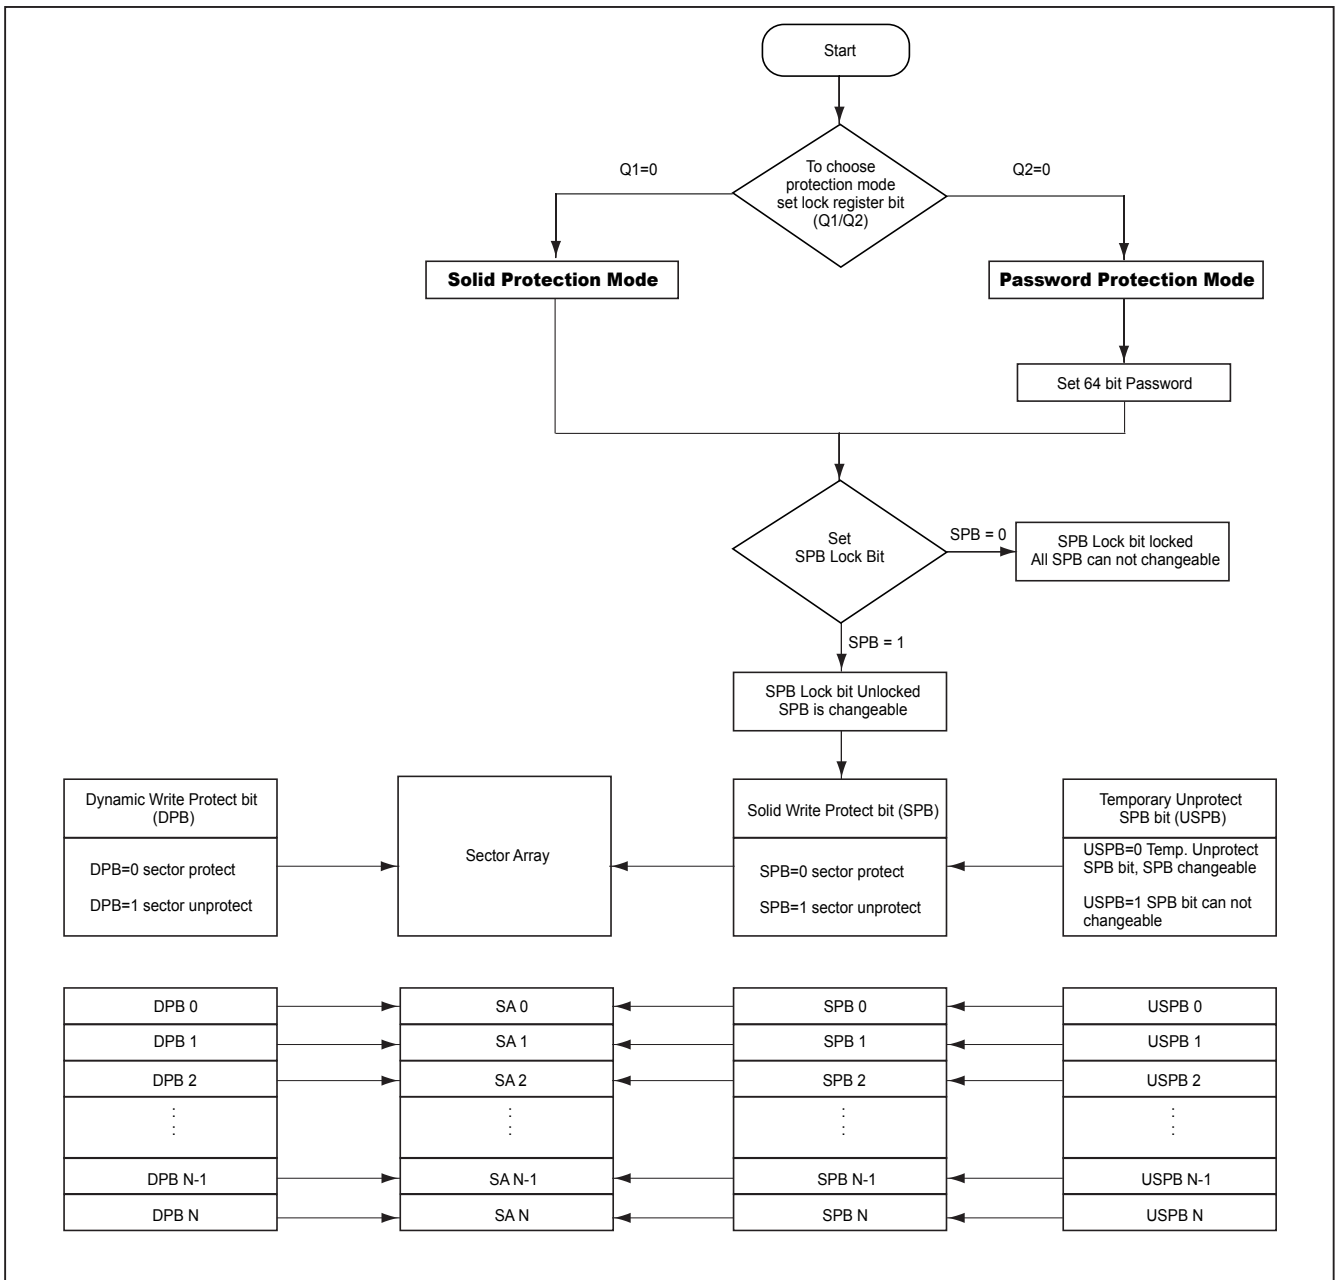 Start
To choose
protection mode
set lock register bit
(Q1/Q2)
Q1=0
Q2=0
Solid Protection Mode
Password Protection Mode
Set 64 bit Password
Set
SPB Lock Bit
SPB = 0
SPB Lock bit locked
All SPB can not changeable
SPB = 1
SPB Lock bit Unlocked
SPB is changeable
Dynamic Write Protect bit
(DPB)
DPB=0 sector protect
DPB=1 sector unprotect
Sector Array
Solid Write Protect bit (SPB)
SPB=0 sector protect
SPB=1 sector unprotect
Temporary Unprotect
SPB bit (USPB)
USPB=0 Temp. Unprotect
SPB bit, SPB changeable
USPB=1 SPB bit can not
changeable
DPB 0
SA 0
SPB 0
USPB 0
DPB 1
SA 1
SPB 1
USPB 1
DPB 2
SA 2
SPB 2
USPB 2
: :
: :
: :
: :
DPB N-1
SA N-1
SPB N-1
USPB N-1
DPB N
SA N
SPB N
USPB N